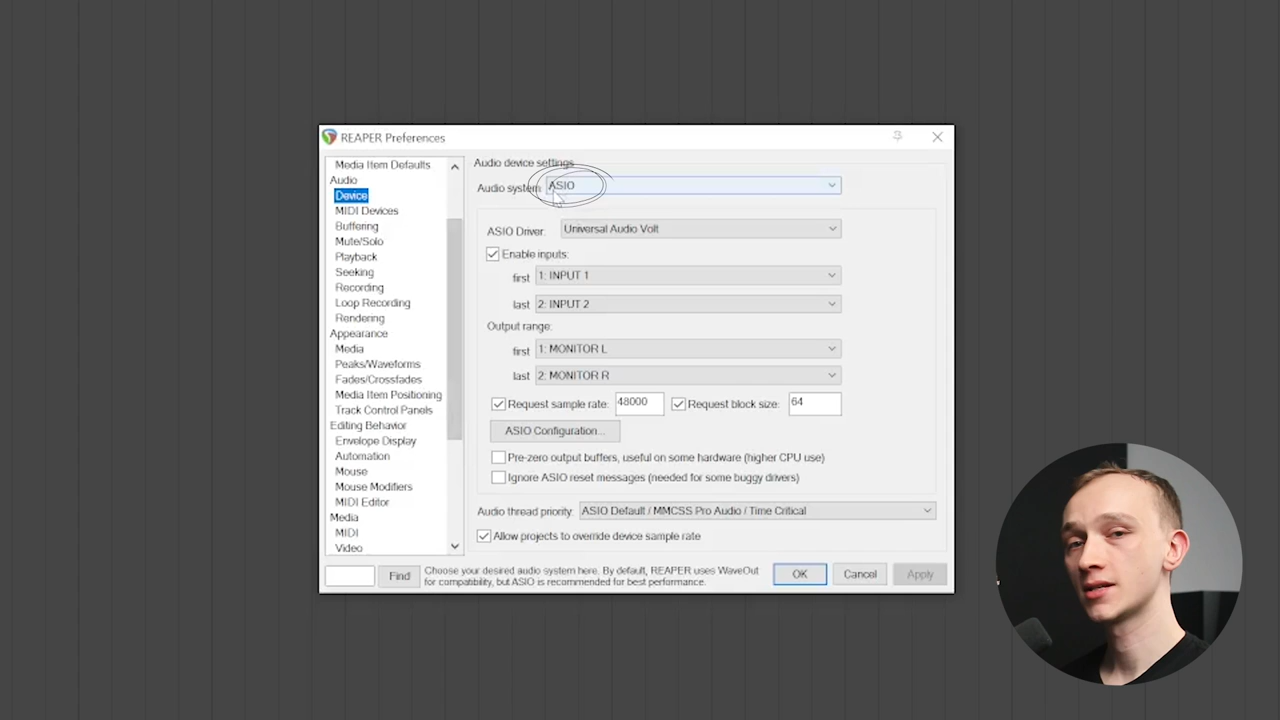 REAPER Preferences
Media Item Defaults
Audio
Device
MIDI Devices
Buffering
Mute/Solo
Playback
Seeking
Recording
Loop Recording
Rendering
Appearance
Media
Peaks/Waveforms
Fades/Crossfades
Media Item Positioning
Track Control Panels
Editing Behavior
Envelope Display
Automation
Mouse
Mouse Modifiers
MIDI Editor
Media
MIDI
Video
Audio device settings
Audio system: ASIO
ASIO Driver: Universal Audio Volt
Enable inputs:
first 1: INPUT 1
last 2: INPUT 2
Output range:
first 1: MONITOR L
last 2: MONITOR R
Request sample rate: 48000 Request block size: 64
ASIO Configuration...
Pre-zero output buffers, useful on some hardware (higher CPU use)
Ignore ASIO reset messages (needed for some buggy drivers)
Audio thread priority: ASIO Default / MMCSS Pro Audio / Time Critical
Allow projects to override device sample rate
Find
Choose your desired audio system here. By default, REAPER uses WaveOut
for compatibility, but ASIO is recommended for best performance.
OK Cancel Apply